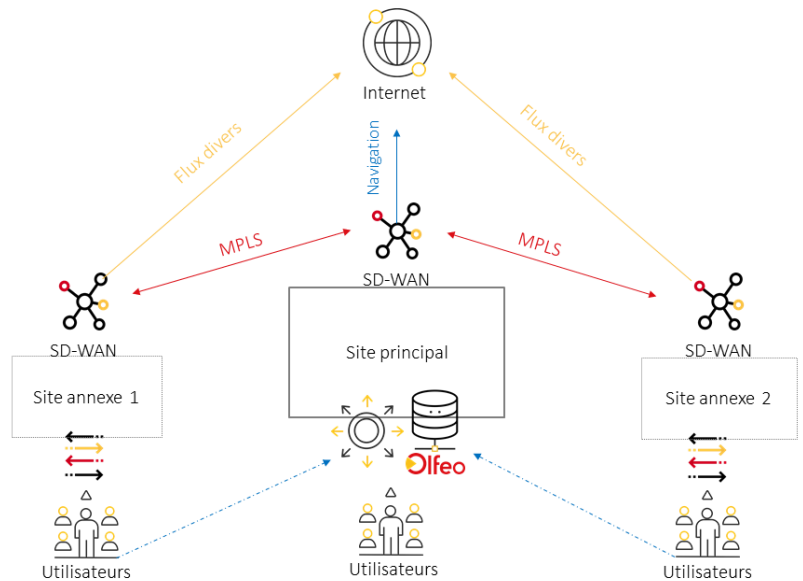 Internet
Flux divers
Navigation
Flux divers
MPLS
MPLS
SD-WAN
SD-WAN
SD-WAN
Site principal
Site annexe 1
Site annexe 2
Olfeo
Utilisateurs
Utilisateurs
Utilisateurs